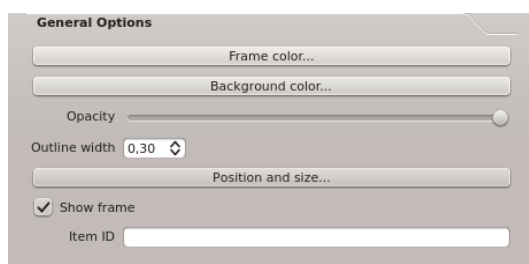 General Options
Frame color...
Background color...
Opacity
Outline width 0,30
Position and size...
Show frame
Item ID